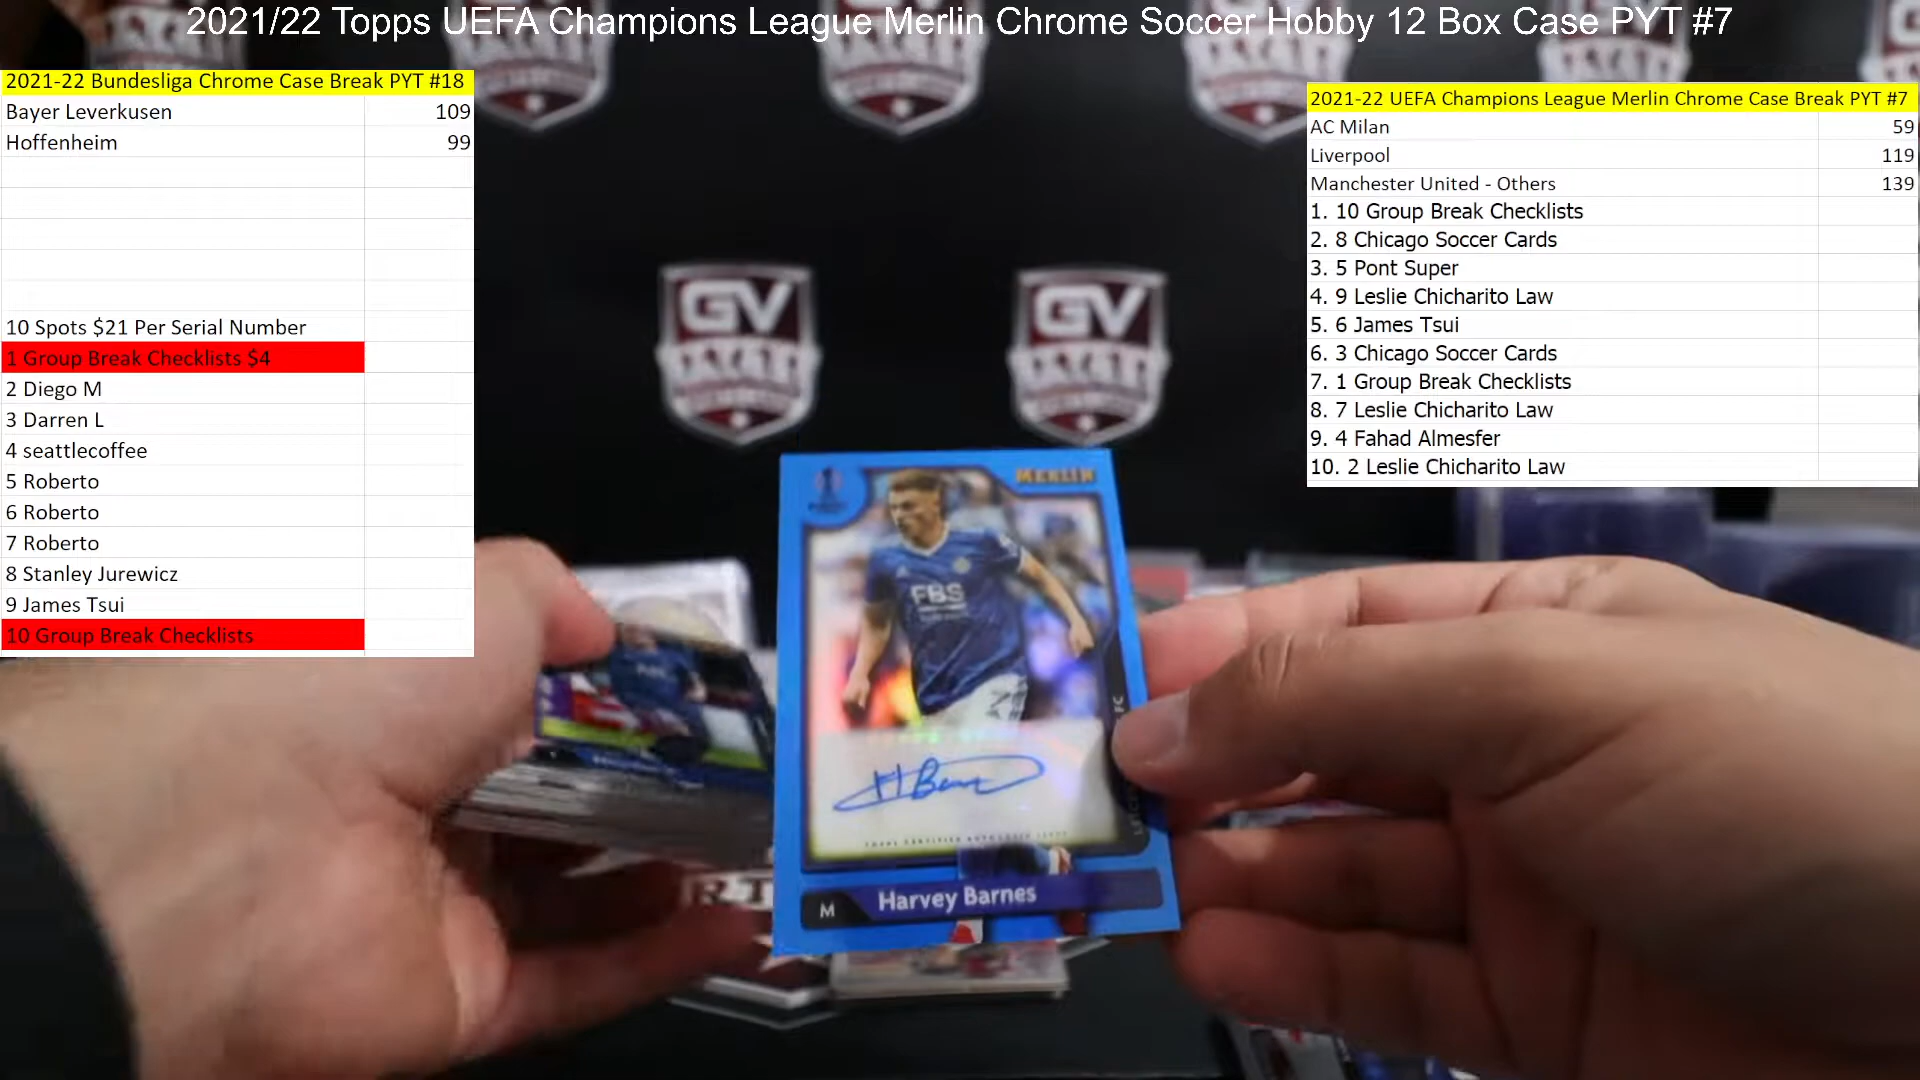 2021/22 Topps UEFA Champions League Merlin Chrome Soccer Hobby 12 Box Case PYT #7
2021-22 Bundesliga Chrome Case Break PYT #18
Bayer Leverkusen 109
Hoffenheim 99
10 Spots $21 Per Serial Number
1 Group Break Checklists $4
2 Diego M
3 Darren L
4 seattlecoffee
5 Roberto
6 Roberto
7 Roberto
8 Stanley Jurewicz
9 James Tsui
10 Group Break Checklists
2021-22 UEFA Champions League Merlin Chrome Case Break PYT #7
AC Milan 59
Liverpool 119
Manchester United - Others 139
1. 10 Group Break Checklists
2. 8 Chicago Soccer Cards
3. 5 Pont Super
4. 9 Leslie Chicharito Law
5. 6 James Tsui
6. 3 Chicago Soccer Cards
7. 1 Group Break Checklists
8. 7 Leslie Chicharito Law
9. 4 Fahad Almesfer
10. 2 Leslie Chicharito Law
GV
GV
MERLIN
FBS
H Barnes
TOPPS CERTIFIED AUTOGRAPH ISSUE
M Harvey Barnes